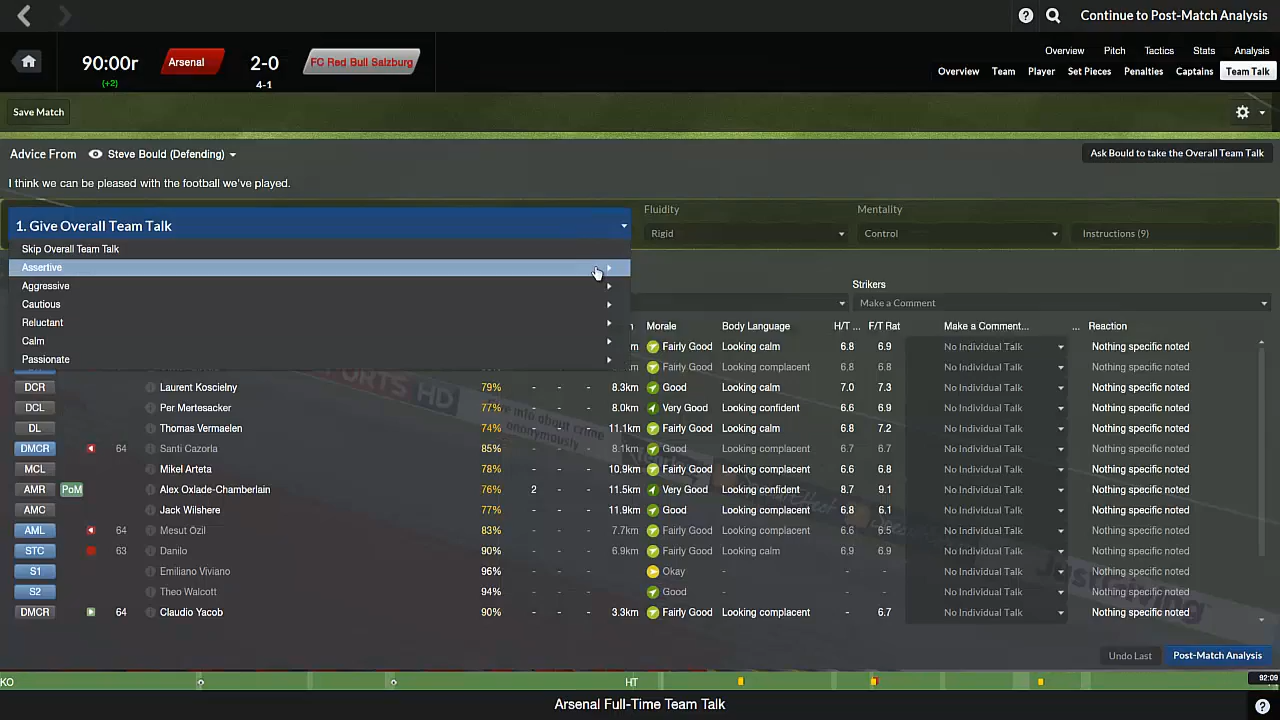 Continue to Post-Match Analysis
90:00r
(+2)
Arsenal
2-0
4-1
FC Red Bull Salzburg
Overview Pitch Tactics Stats Analysis
Overview Team Player Set Pieces Penalties Captains Team Talk
Save Match
Advice From Steve Bould (Defending)
Ask Bould to take the Overall Team Talk
I think we can be pleased with the football we've played.
1. Give Overall Team Talk
Fluidity Mentality
Rigid Control Instructions (9)
Skip Overall Team Talk
Assertive
Aggressive
Cautious
Reluctant
Calm
Passionate
Strikers
Make a Comment
Morale Body Language H/T ... F/T Rat Make a Comment... ... Reaction
Fairly Good Looking calm 6.8 6.9 No Individual Talk Nothing specific noted
Fairly Good Looking complacent 6.8 6.8 No Individual Talk Nothing specific noted
DCR Laurent Koscielny 79% - - - 8.3km Good Looking calm 7.0 7.3 No Individual Talk Nothing specific noted
DCL Per Mertesacker 77% - - - 8.0km Very Good Looking confident 6.6 6.9 No Individual Talk Nothing specific noted
DL Thomas Vermaelen 74% - - - 11.1km Good Looking calm 6.8 7.2 No Individual Talk Nothing specific noted
DMCR 64 Santi Cazorla 85% - - - 8.1km Good Looking complacent 6.7 6.7 No Individual Talk Nothing specific noted
MCL Mikel Arteta 78% - - - 10.9km Fairly Good Looking complacent 6.6 6.8 No Individual Talk Nothing specific noted
AMR PoM Alex Oxlade-Chamberlain 76% 2 - - 11.5km Very Good Looking confident 8.7 9.1 No Individual Talk Nothing specific noted
AMC Jack Wilshere 77% - - - 11.9km Good Looking complacent 6.8 6.1 No Individual Talk Nothing specific noted
AML 64 Mesut Özil 83% - - - 7.7km Fairly Good Looking complacent 6.6 6.5 No Individual Talk Nothing specific noted
STC 63 Danilo 90% - - - 6.9km Fairly Good Looking calm 6.9 6.9 No Individual Talk Nothing specific noted
S1 Emiliano Viviano 96% - - - Okay - - - No Individual Talk Nothing specific noted
S2 Theo Walcott 94% - - - Good - - - No Individual Talk Nothing specific noted
DMCR 64 Claudio Yacob 90% - - - 3.3km Fairly Good Looking complacent - 6.7 No Individual Talk Nothing specific noted
Undo Last Post-Match Analysis
KO HT 92:09
Arsenal Full-Time Team Talk